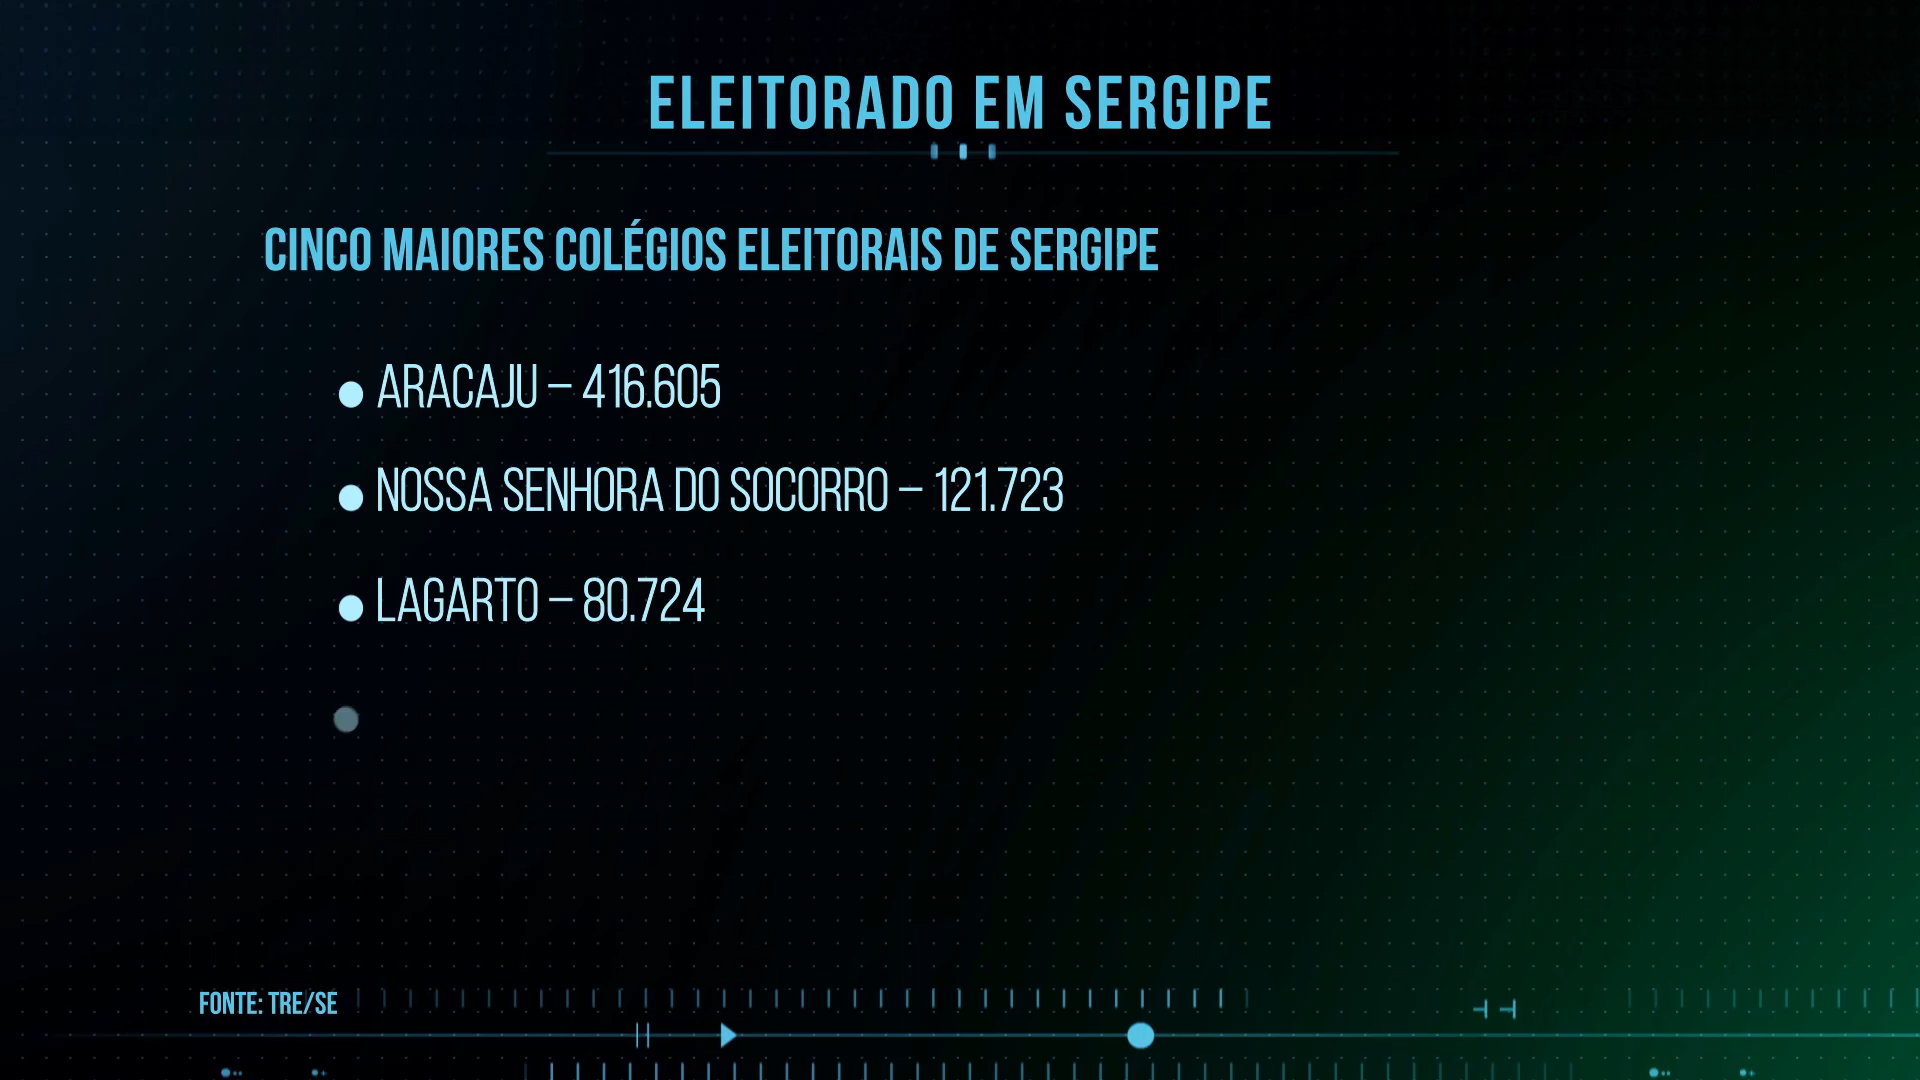 ELEITORADO EM SERGIPE
CINCO MAIORES COLÉGIOS ELEITORAIS DE SERGIPE
ARACAJU – 416.605
NOSSA SENHORA DO SOCORRO – 121.723
LAGARTO – 80.724
FONTE: TRE/SE